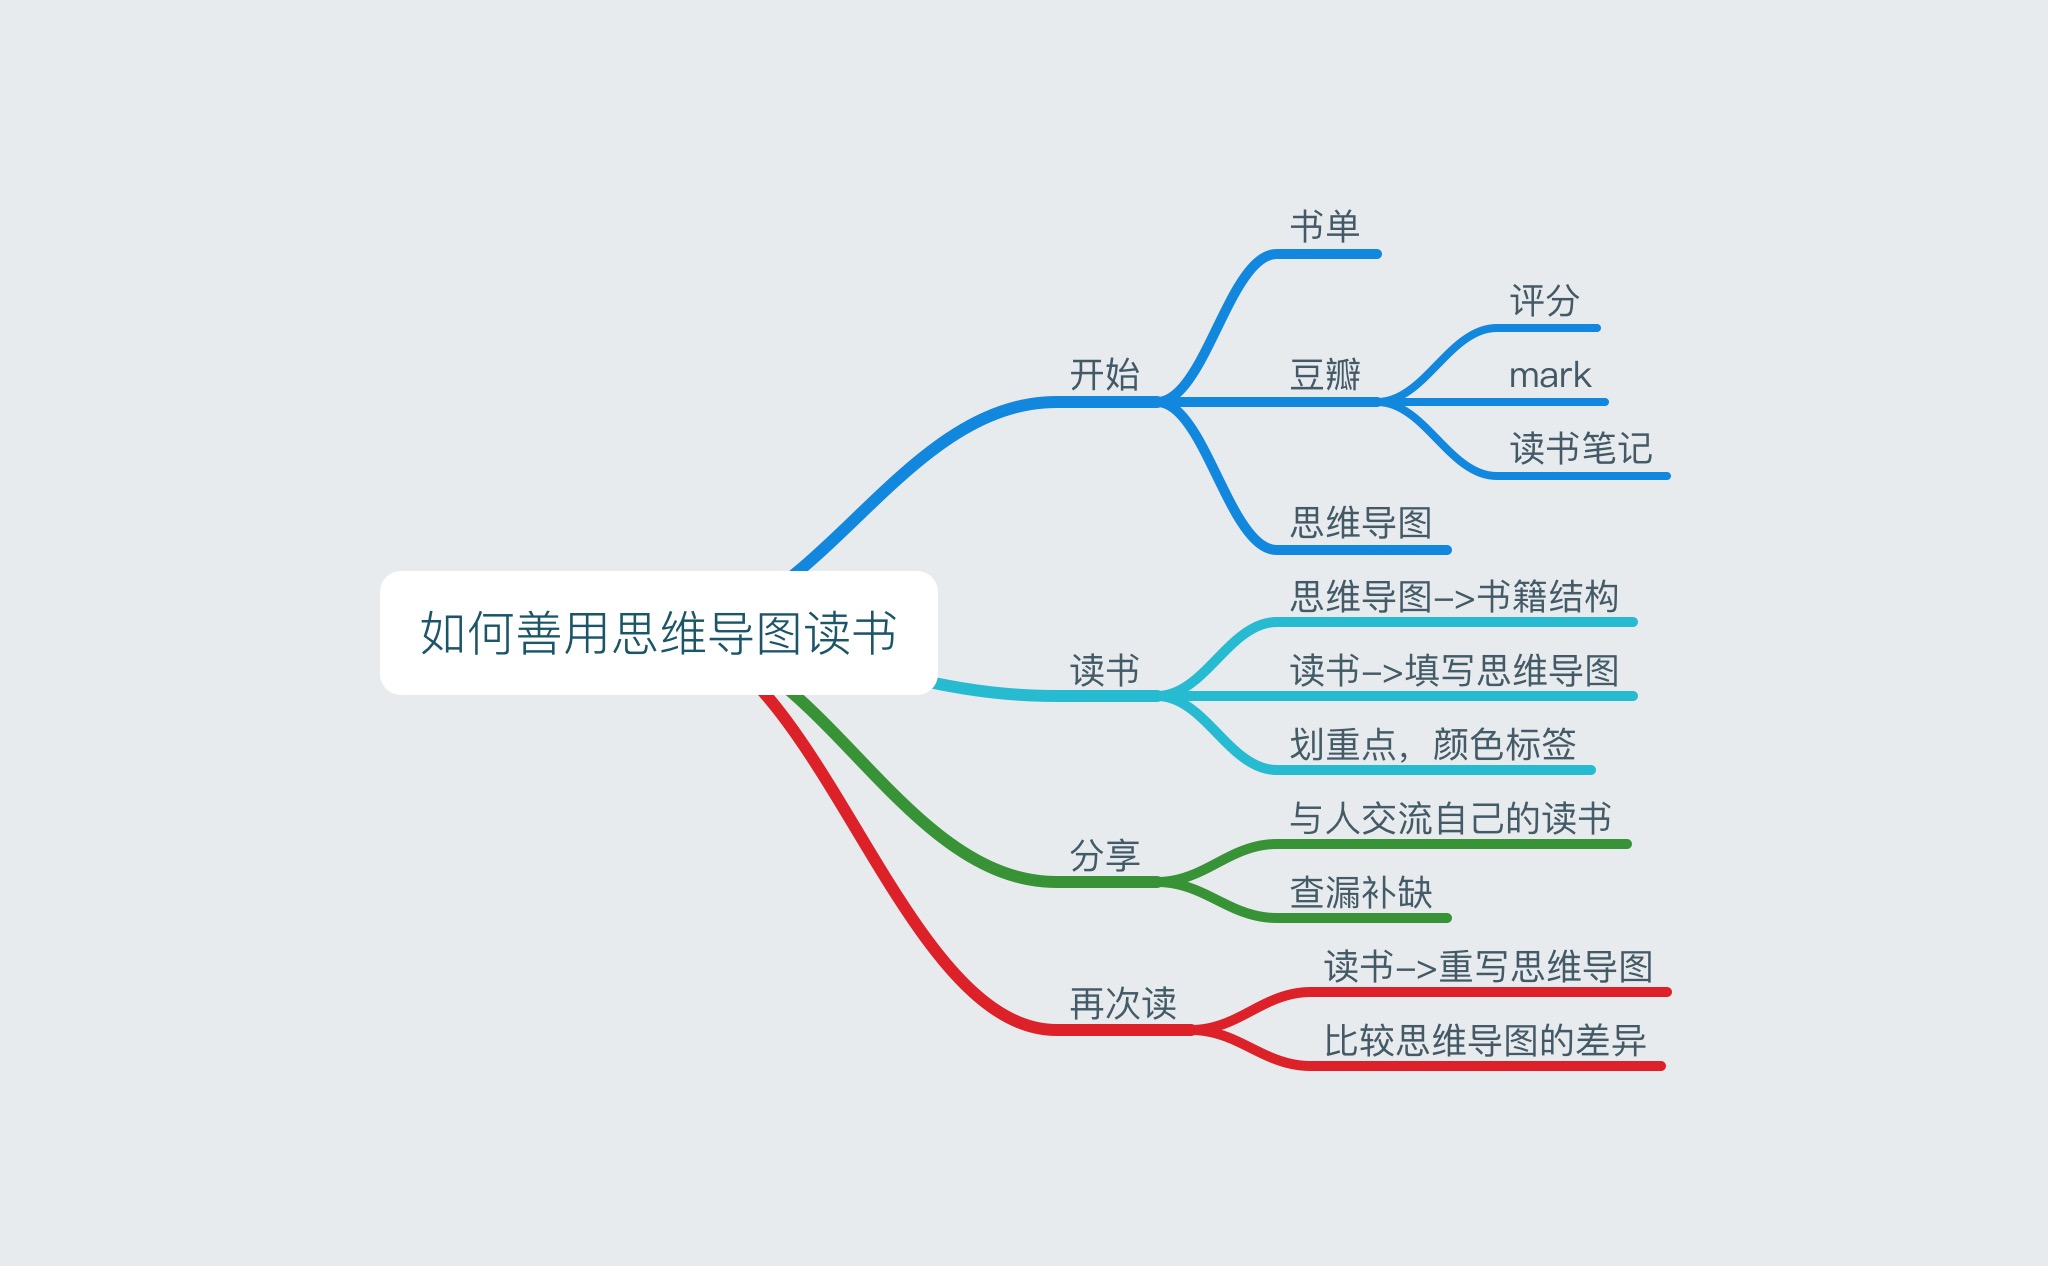 如何善用思维导图读书
开始
书单
豆瓣
评分
mark
读书笔记
思维导图
读书
思维导图->书籍结构
读书->填写思维导图
划重点，颜色标签
分享
与人交流自己的读书
查漏补缺
再次读
读书->重写思维导图
比较思维导图的差异